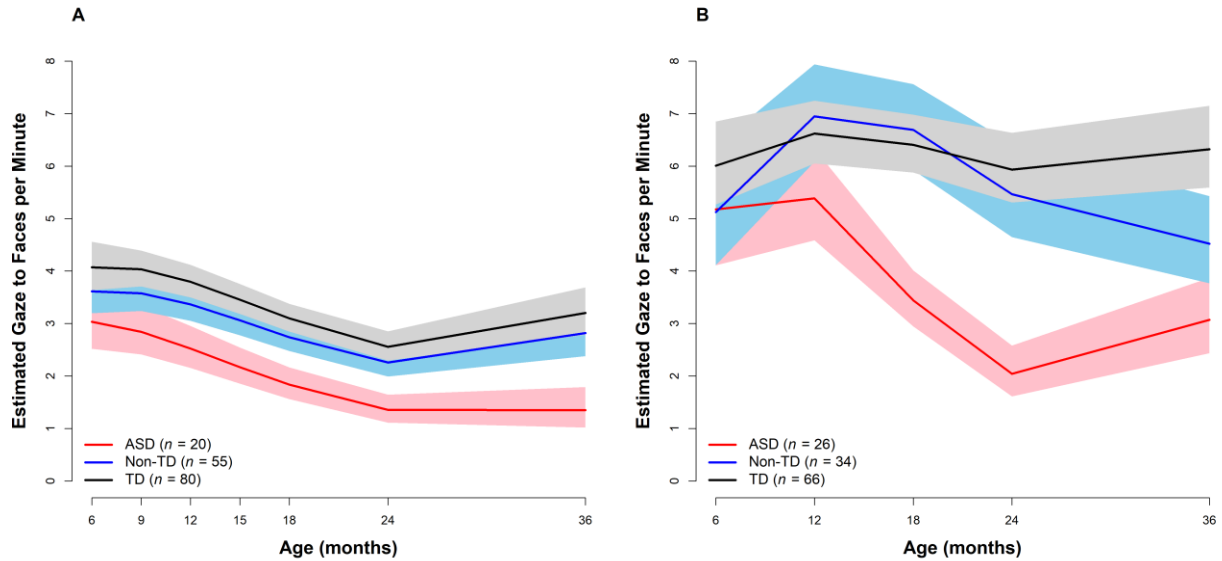 A
Estimated Gaze to Faces per Minute
8
7
6
5
4
3
2
1
0
ASD (n = 20)
Non-TD (n = 55)
TD (n = 80)
6 9 12 15 18 24 36
Age (months)
B
Estimated Gaze to Faces per Minute
8
7
6
5
4
3
2
1
0
ASD (n = 26)
Non-TD (n = 34)
TD (n = 66)
6 12 18 24 36
Age (months)